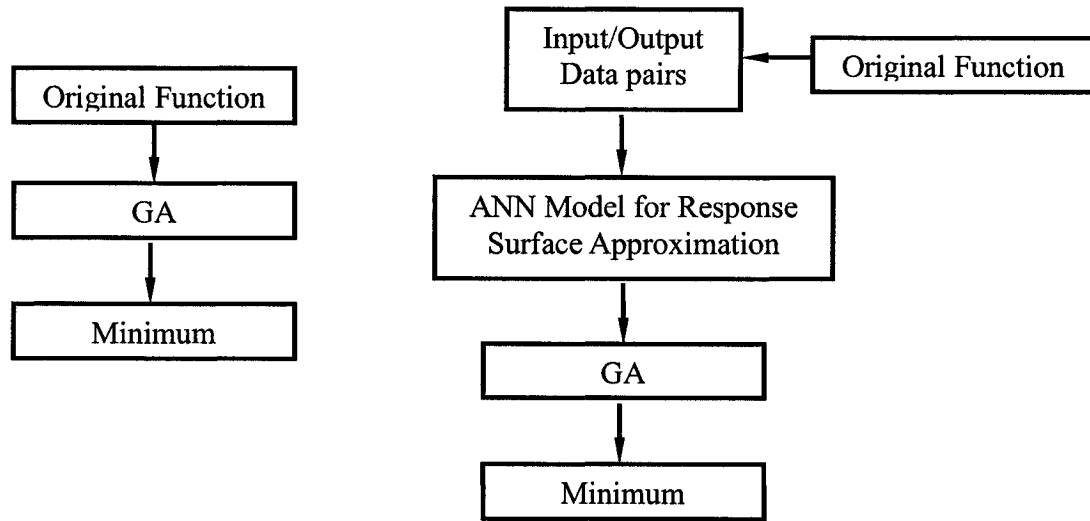 Original Function
GA
Minimum
Input/Output
Data pairs
Original Function
ANN Model for Response
Surface Approximation
GA
Minimum